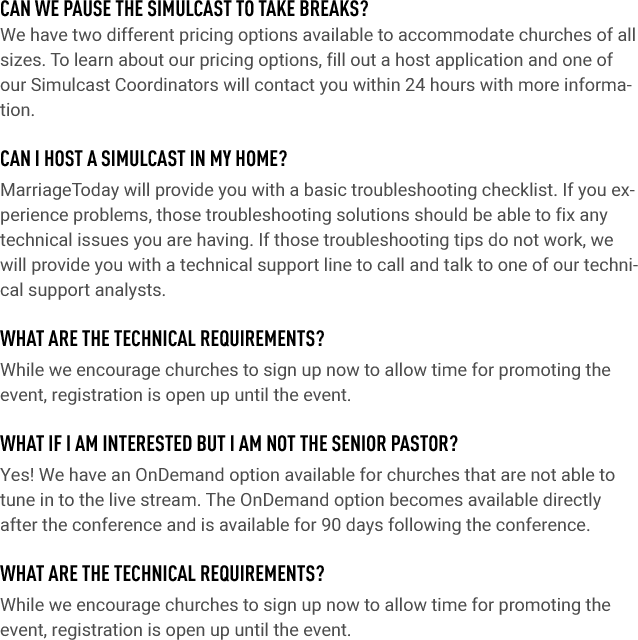 CAN WE PAUSE THE SIMULCAST TO TAKE BREAKS?
We have two different pricing options available to accommodate churches of all
sizes. To learn about our pricing options, fill out a host application and one of
our Simulcast Coordinators will contact you within 24 hours with more informa-
tion.
CAN I HOST A SIMULCAST IN MY HOME?
MarriageToday will provide you with a basic troubleshooting checklist. If you ex-
perience problems, those troubleshooting solutions should be able to fix any
technical issues you are having. If those troubleshooting tips do not work, we
will provide you with a technical support line to call and talk to one of our techni-
cal support analysts.
WHAT ARE THE TECHNICAL REQUIREMENTS?
While we encourage churches to sign up now to allow time for promoting the
event, registration is open up until the event.
WHAT IF I AM INTERESTED BUT I AM NOT THE SENIOR PASTOR?
Yes! We have an OnDemand option available for churches that are not able to
tune in to the live stream. The OnDemand option becomes available directly
after the conference and is available for 90 days following the conference.
WHAT ARE THE TECHNICAL REQUIREMENTS?
While we encourage churches to sign up now to allow time for promoting the
event, registration is open up until the event.